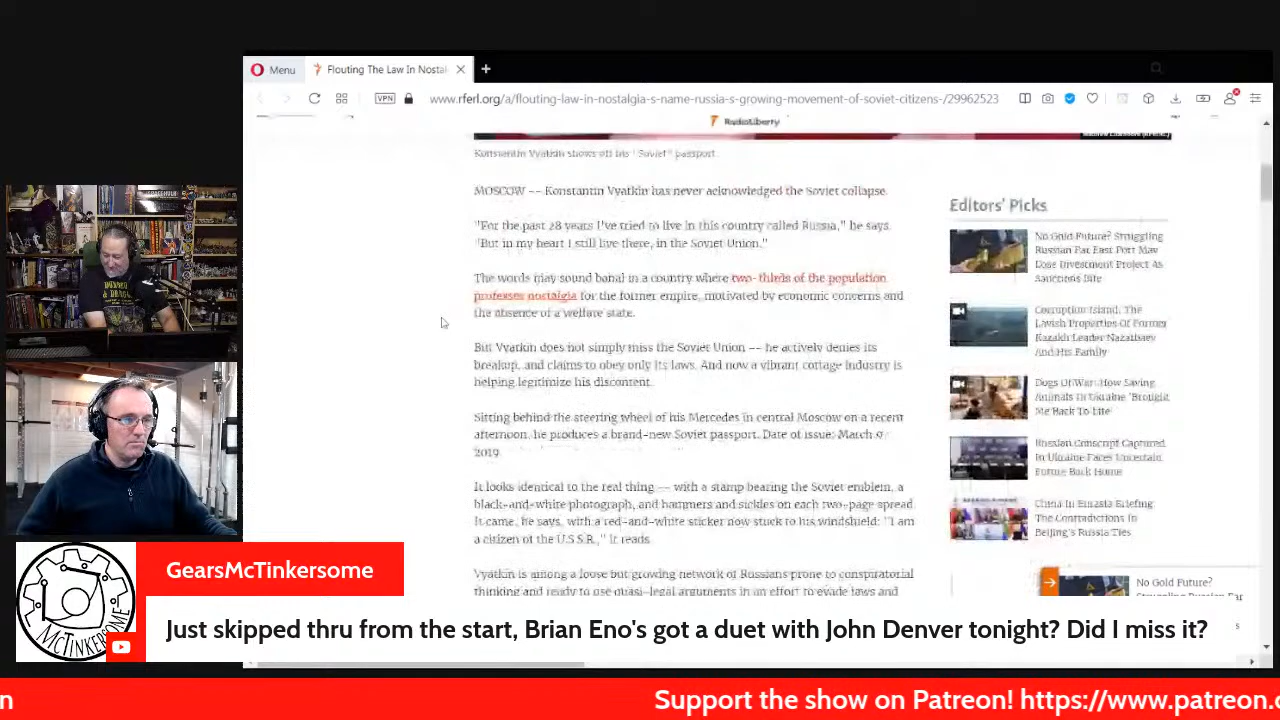 Menu
Flouting The Law In Nostal
VPN
www.rferl.org/a/flouting-law-in-nostalgia-s-name-russia-s-growing-movement-of-soviet-citizens-/29962523
RadioLiberty
Konstantin Vyatkin shows off his "Soviet" passport.
MOSCOW -- Konstantin Vyatkin has never acknowledged the Soviet collapse.
"For the past 28 years I've tried to live in this country called Russia," he says.
"But in my heart I still live there, in the Soviet Union."
The words may sound banal in a country where two-thirds of the population
professes nostalgia for the former empire, motivated by economic concerns and
the absence of a welfare state.
But Vyatkin does not simply miss the Soviet Union -- he actively denies its
breakup, and claims to obey only its laws. And now a vibrant cottage industry is
helping legitimize his discontent.
Sitting behind the steering wheel of his Mercedes in central Moscow on a recent
afternoon, he produces a brand-new Soviet passport. Date of issue: March 9
2019.
It looks identical to the real thing -- with a stamp bearing the Soviet emblem, a
black-and-white photograph, and hammers and sickles on each two-page spread
It came, he says, with a red-and-white sticker now stuck to his windshield: "I am
a citizen of the U.S.S.R.," it reads
Vyatkin is among a loose but growing network of Russians prone to conspiratorial
thinking and ready to use quasi-legal arguments in an effort to evade laws and
Editors' Picks
No Gold Future? Struggling
Russian Far East Port May
Lose Investment Project As
Sanctions Bite
Corruption Island: The
Lavish Properties Of Former
Kazakh Leader Nazarbaev
And His Family
Dogs Of War: How Saving
Animals In Ukraine 'Brought
Me Back To Life'
Russian Conscript Captured
In Ukraine Faces Uncertain
Future Back Home
China In Eurasia Briefing
The Contradictions In
Beijing's Russia Ties
No Gold Future?
Struggling Russian Far
McTINKERSOME
GearsMcTinkersome
Just skipped thru from the start, Brian Eno's got a duet with John Denver tonight? Did I miss it?
n
Support the show on Patreon! https://www.patreon.c